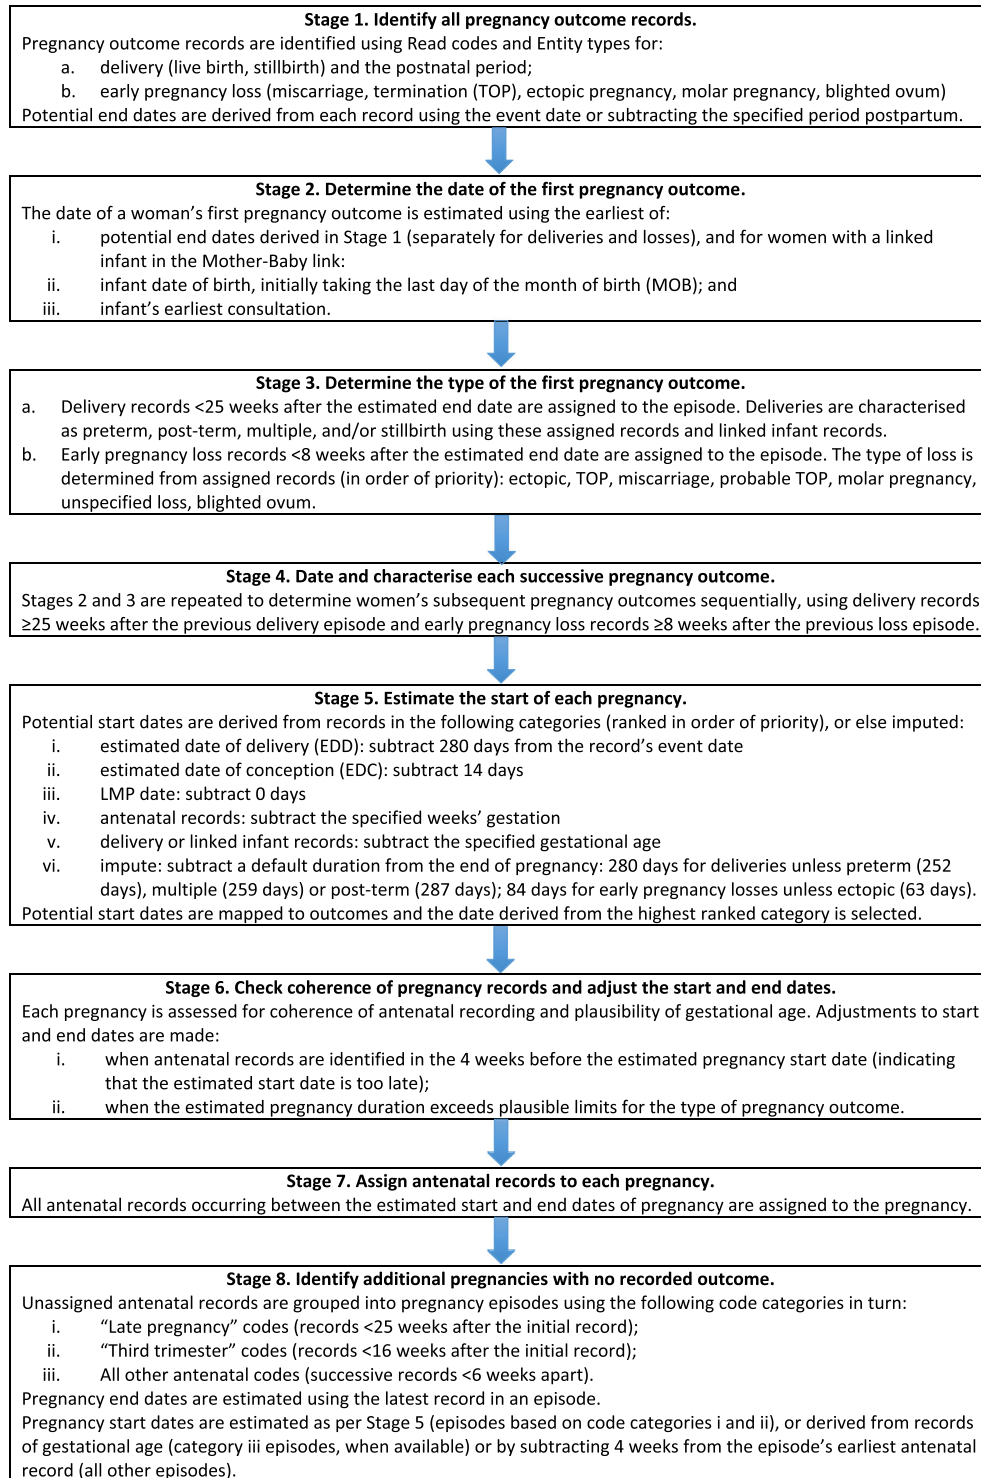 Stage 1. Identify all pregnancy outcome records.
Pregnancy outcome records are identified using Read codes and Entity types for:
a. delivery (live birth, stillbirth) and the postnatal period;
b. early pregnancy loss (miscarriage, termination (TOP), ectopic pregnancy, molar pregnancy, blighted ovum)
Potential end dates are derived from each record using the event date or subtracting the specified period postpartum.
Stage 2. Determine the date of the first pregnancy outcome.
The date of a woman’s first pregnancy outcome is estimated using the earliest of:
i. potential end dates derived in Stage 1 (separately for deliveries and losses), and for women with a linked
infant in the Mother-Baby link:
ii. infant date of birth, initially taking the last day of the month of birth (MOB); and
iii. infant’s earliest consultation.
Stage 3. Determine the type of the first pregnancy outcome.
a. Delivery records <25 weeks after the estimated end date are assigned to the episode. Deliveries are characterised
as preterm, post-term, multiple, and/or stillbirth using these assigned records and linked infant records.
b. Early pregnancy loss records <8 weeks after the estimated end date are assigned to the episode. The type of loss is
determined from assigned records (in order of priority): ectopic, TOP, miscarriage, probable TOP, molar pregnancy,
unspecified loss, blighted ovum.
Stage 4. Date and characterise each successive pregnancy outcome.
Stages 2 and 3 are repeated to determine women’s subsequent pregnancy outcomes sequentially, using delivery records
≥25 weeks after the previous delivery episode and early pregnancy loss records ≥8 weeks after the previous loss episode.
Stage 5. Estimate the start of each pregnancy.
Potential start dates are derived from records in the following categories (ranked in order of priority), or else imputed:
i. estimated date of delivery (EDD): subtract 280 days from the record’s event date
ii. estimated date of conception (EDC): subtract 14 days
iii. LMP date: subtract 0 days
iv. antenatal records: subtract the specified weeks’ gestation
v. delivery or linked infant records: subtract the specified gestational age
vi. impute: subtract a default duration from the end of pregnancy: 280 days for deliveries unless preterm (252
days), multiple (259 days) or post-term (287 days); 84 days for early pregnancy losses unless ectopic (63 days).
Potential start dates are mapped to outcomes and the date derived from the highest ranked category is selected.
Stage 6. Check coherence of pregnancy records and adjust the start and end dates.
Each pregnancy is assessed for coherence of antenatal recording and plausibility of gestational age. Adjustments to start
and end dates are made:
i. when antenatal records are identified in the 4 weeks before the estimated pregnancy start date (indicating
that the estimated start date is too late);
ii. when the estimated pregnancy duration exceeds plausible limits for the type of pregnancy outcome.
Stage 7. Assign antenatal records to each pregnancy.
All antenatal records occurring between the estimated start and end dates of pregnancy are assigned to the pregnancy.
Stage 8. Identify additional pregnancies with no recorded outcome.
Unassigned antenatal records are grouped into pregnancy episodes using the following code categories in turn:
i. “Late pregnancy” codes (records <25 weeks after the initial record);
ii. “Third trimester” codes (records <16 weeks after the initial record);
iii. All other antenatal codes (successive records <6 weeks apart).
Pregnancy end dates are estimated using the latest record in an episode.
Pregnancy start dates are estimated as per Stage 5 (episodes based on code categories i and ii), or derived from records
of gestational age (category iii episodes, when available) or by subtracting 4 weeks from the episode’s earliest antenatal
record (all other episodes).